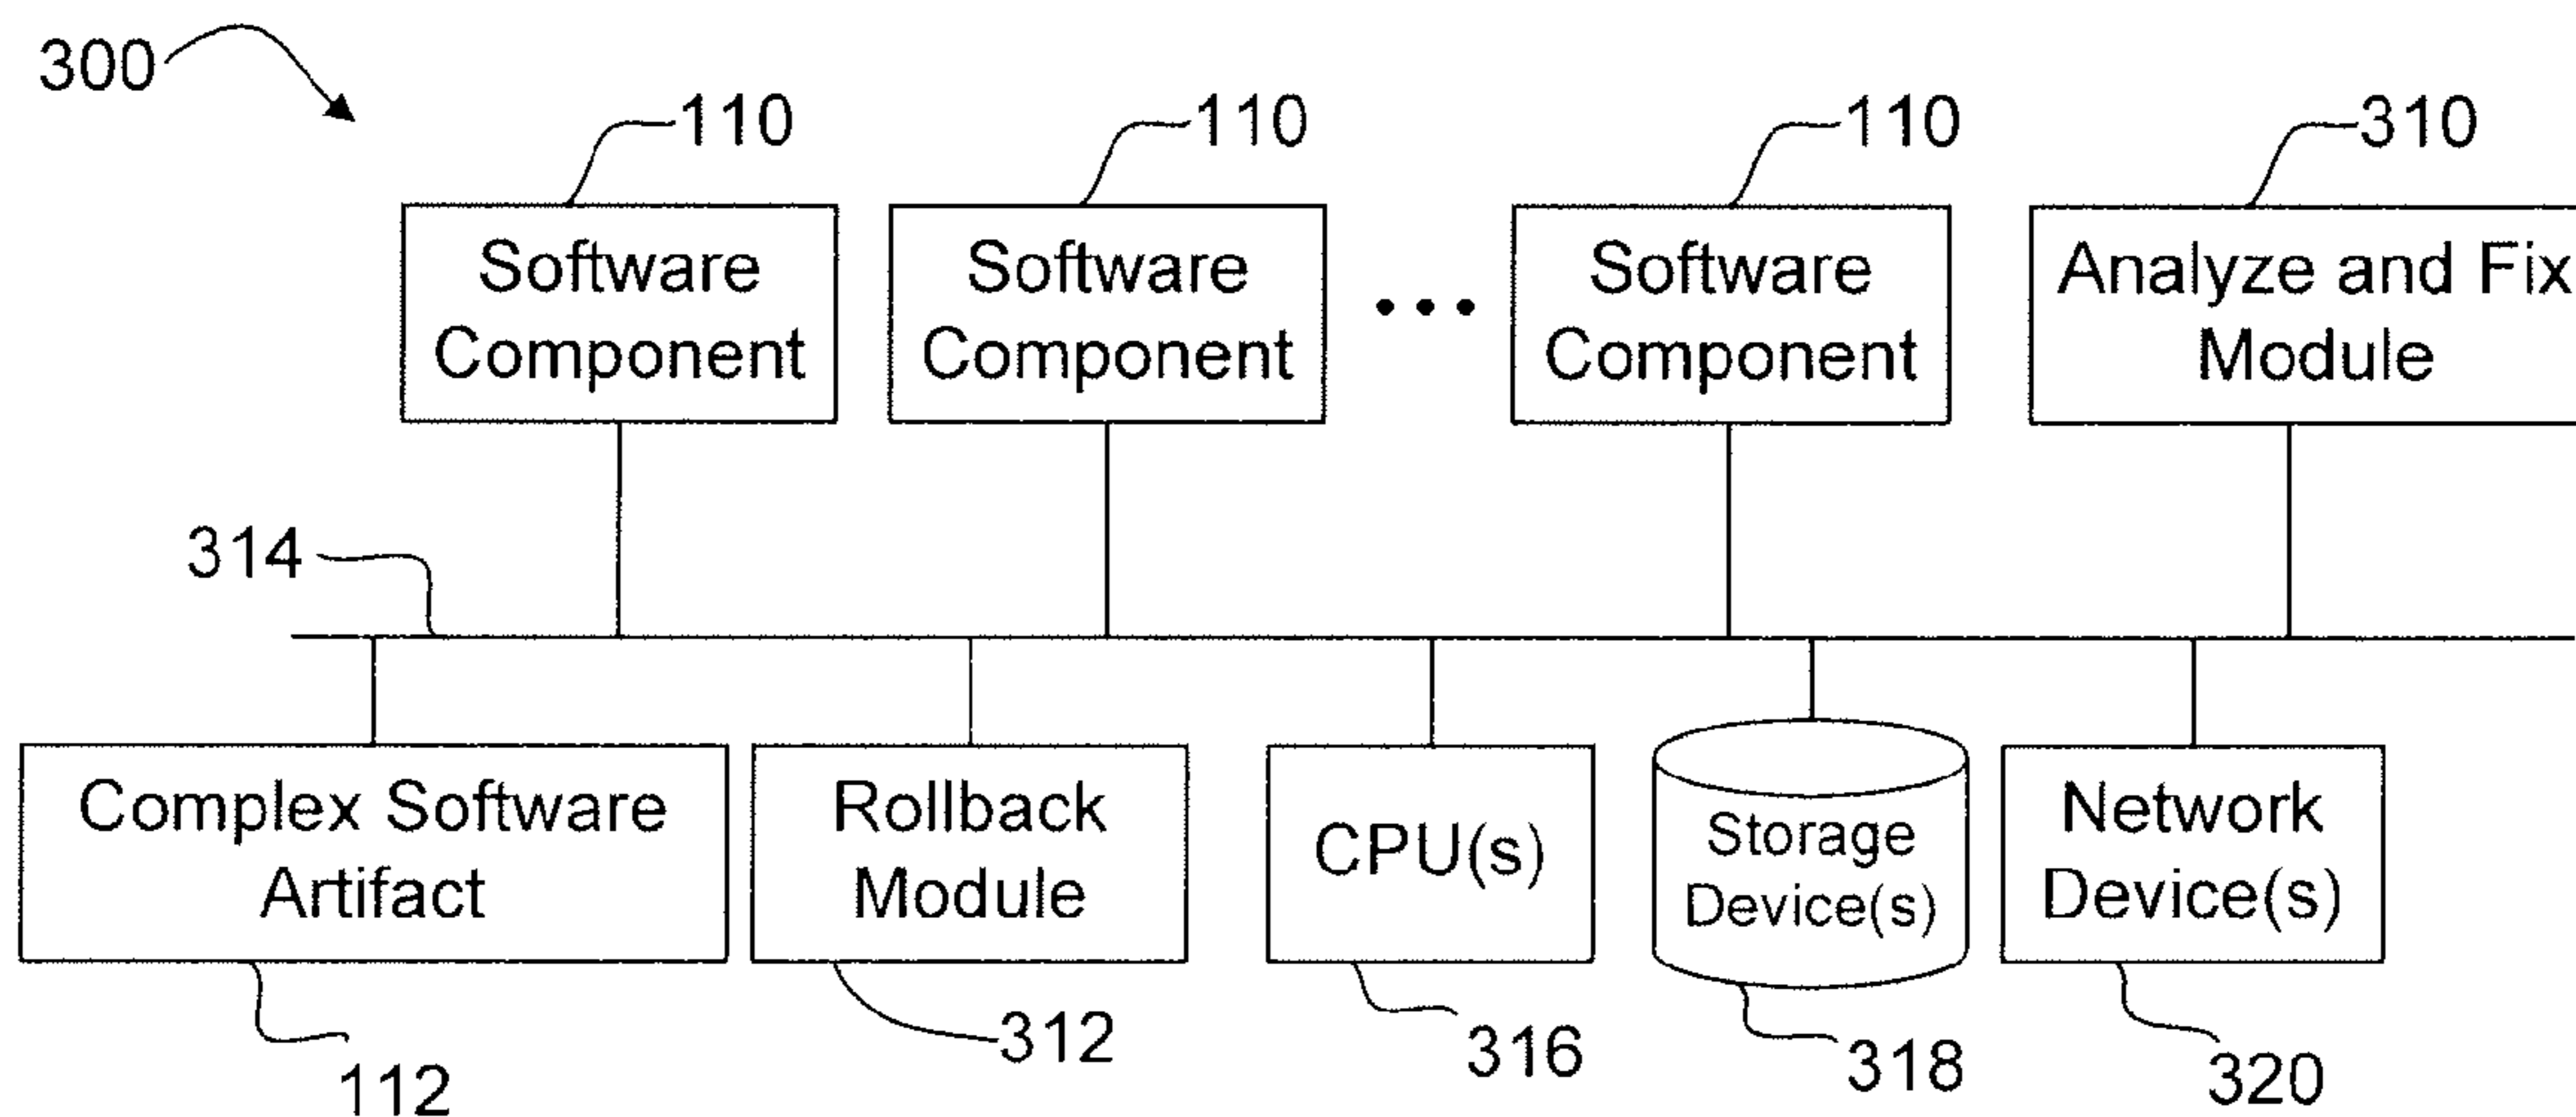 300
110
110
110
310
Software
Component
Software
Component
Software
Component
Analyze and Fix
Module
314
Complex Software
Artifact
Rollback
Module
CPU(s)
Storage
Device(s)
Network
Device(s)
112
312
316
318
320